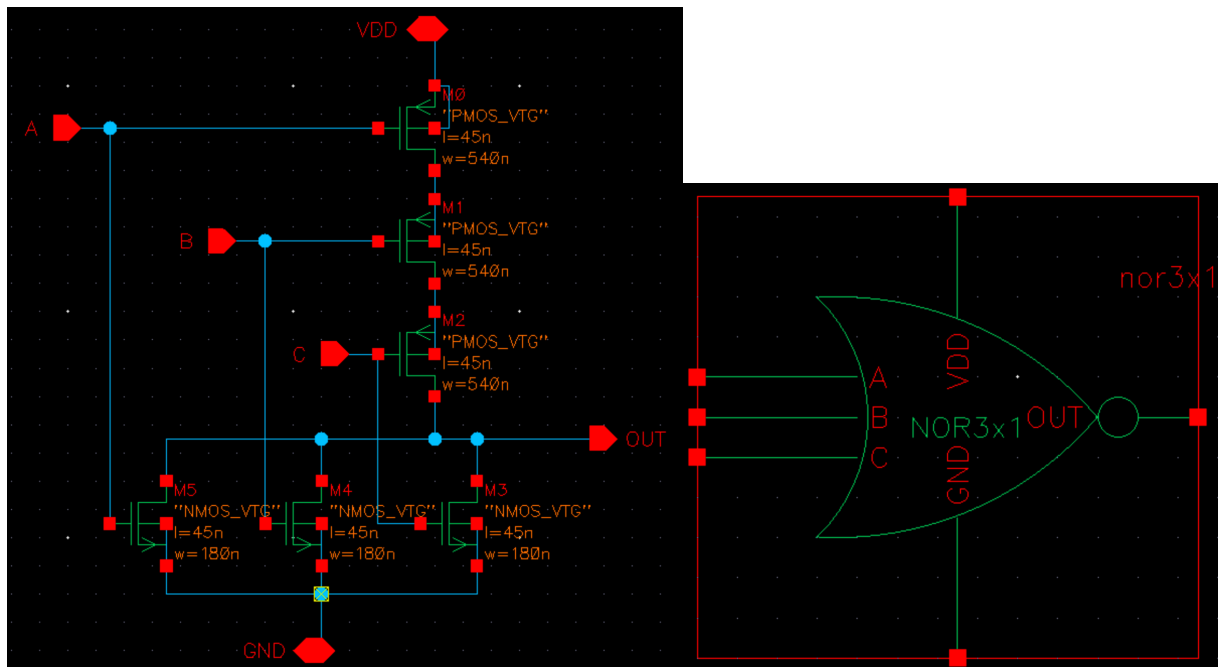 VDD
A
M0
"PMOS_VTG"
l=45n
w=540n
B
M1
"PMOS_VTG"
l=45n
w=540n
C
M2
"PMOS_VTG"
l=45n
w=540n
OUT
M5
"NMOS_VTG"
l=45n
w=180n
M4
"NMOS_VTG"
l=45n
w=180n
M3
"NMOS_VTG"
l=45n
w=180n
GND
nor3x1
VDD
A
B
C
NOR3x1
OUT
GND